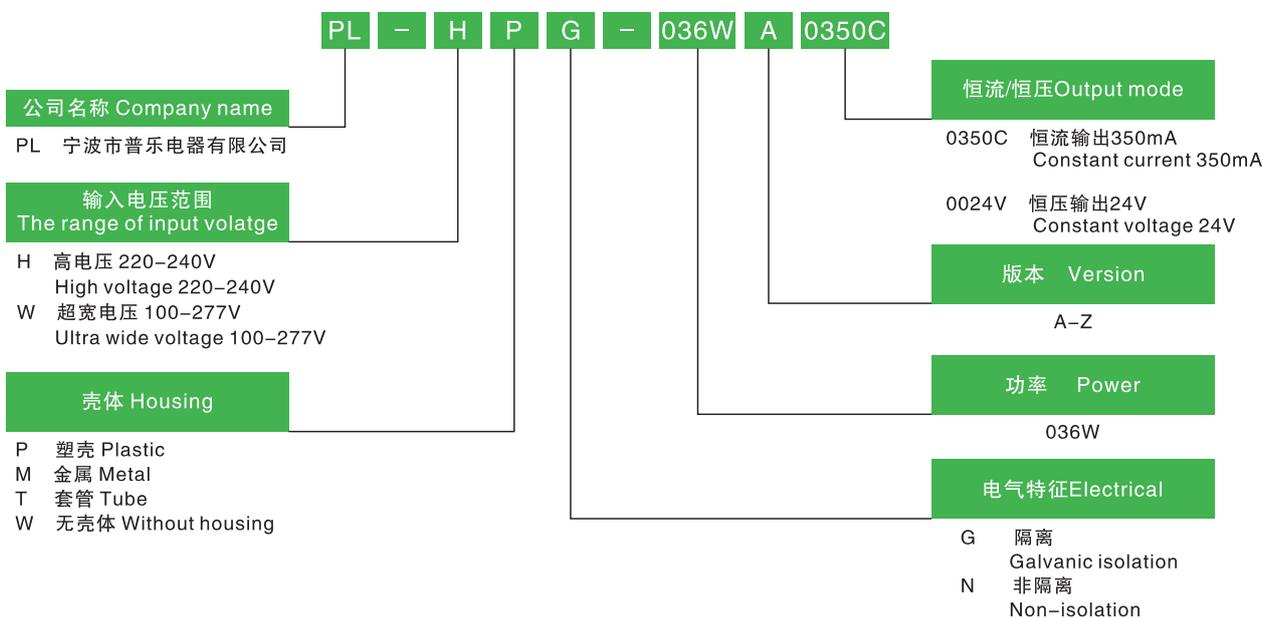 PL - H P G - 036W A 0350C
公司名称 Company name
PL 宁波市普乐电器有限公司
输入电压范围
The range of input volatge
H 高电压 220-240V
High voltage 220-240V
W 超宽电压 100-277V
Ultra wide voltage 100-277V
壳体 Housing
P 塑壳 Plastic
M 金属 Metal
T 套管 Tube
W 无壳体 Without housing
恒流/恒压Output mode
0350C 恒流输出350mA
Constant current 350mA
0024V 恒压输出24V
Constant voltage 24V
版本 Version
A-Z
功率 Power
036W
电气特征Electrical
G 隔离
Galvanic isolation
N 非隔离
Non-isolation